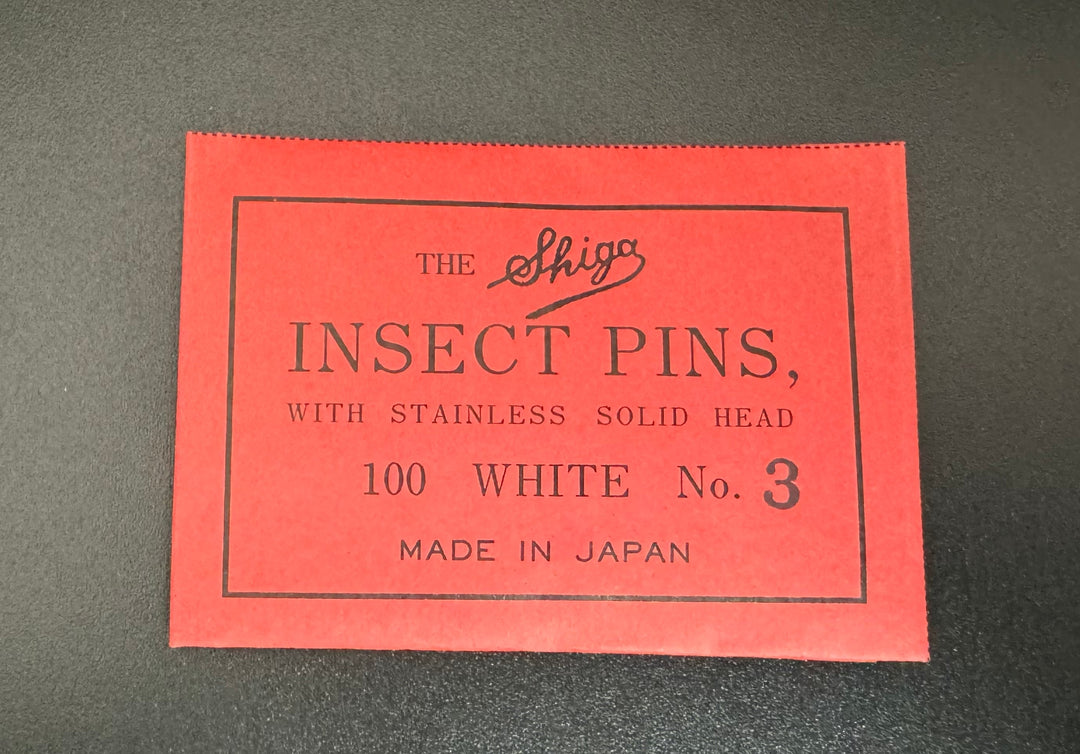 THE Shiga
INSECT PINS,
WITH STAINLESS SOLID HEAD
100 WHITE No. 3
MADE IN JAPAN